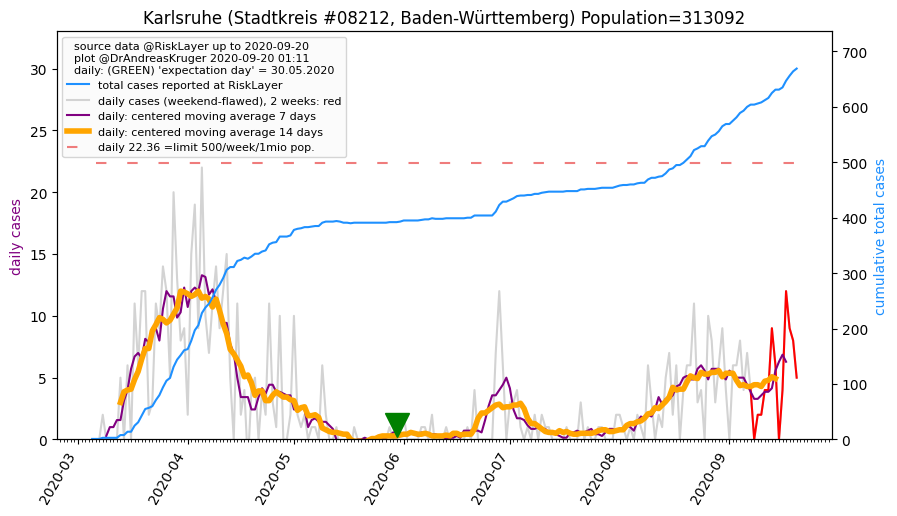 Karlsruhe (Stadtkreis #08212, Baden-Württemberg) Population=313092
source data @RiskLayer up to 2020-09-20
plot @DrAndreasKruger 2020-09-20 01:11
daily: (GREEN) 'expectation day' = 30.05.2020
total cases reported at RiskLayer
daily cases (weekend-flawed), 2 weeks: red
daily: centered moving average 7 days
daily: centered moving average 14 days
daily 22.36 =limit 500/week/1mio pop.
daily cases
30
25
20
15
10
5
0
700
600
500
400
300
200
100
0
cumulative total cases
2020-03
2020-04
2020-05
2020-06
2020-07
2020-08
2020-09